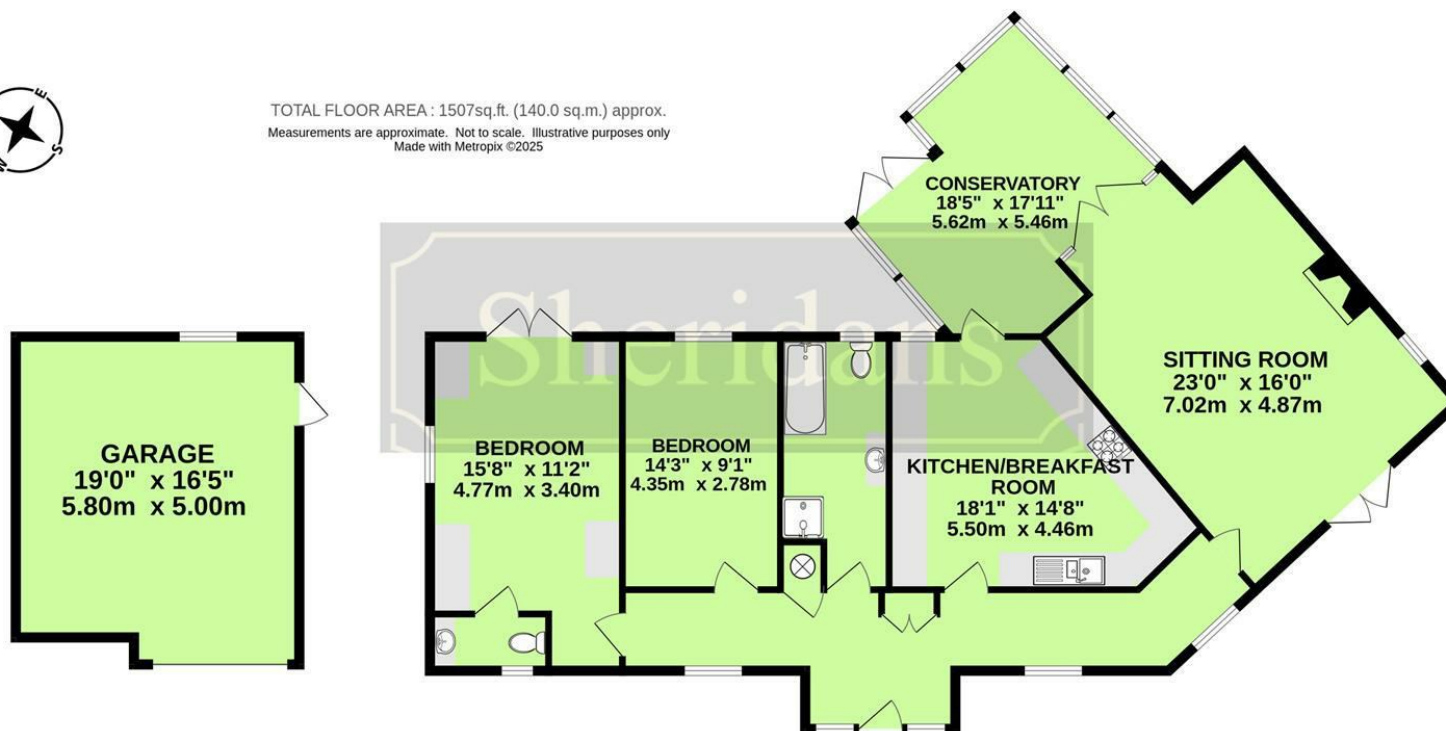 E
S
W
TOTAL FLOOR AREA : 1507sq.ft. (140.0 sq.m.) approx.
Measurements are approximate. Not to scale. Illustrative purposes only
Made with Metropix ©2025
CONSERVATORY
18'5" x 17'11"
5.62m x 5.46m
Sheridans
SITTING ROOM
23'0" x 16'0"
7.02m x 4.87m
GARAGE
19'0" x 16'5"
5.80m x 5.00m
BEDROOM
15'8" x 11'2"
4.77m x 3.40m
BEDROOM
14'3" x 9'1"
4.35m x 2.78m
KITCHEN/BREAKFAST
ROOM
18'1" x 14'8"
5.50m x 4.46m